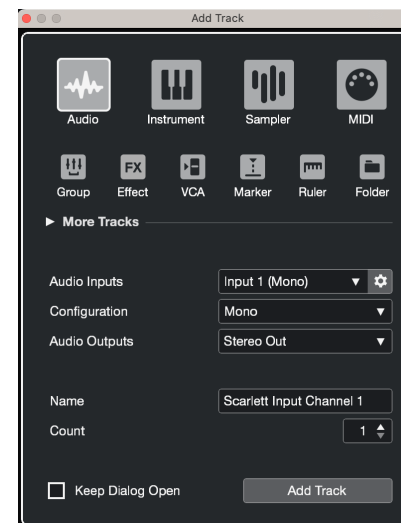 Add Track
Audio Instrument Sampler MIDI
FX
Group Effect VCA Marker Ruler Folder
More Tracks
Audio Inputs Input 1 (Mono)
Configuration Mono
Audio Outputs Stereo Out
Name Scarlett Input Channel 1
Count 1
Keep Dialog Open Add Track